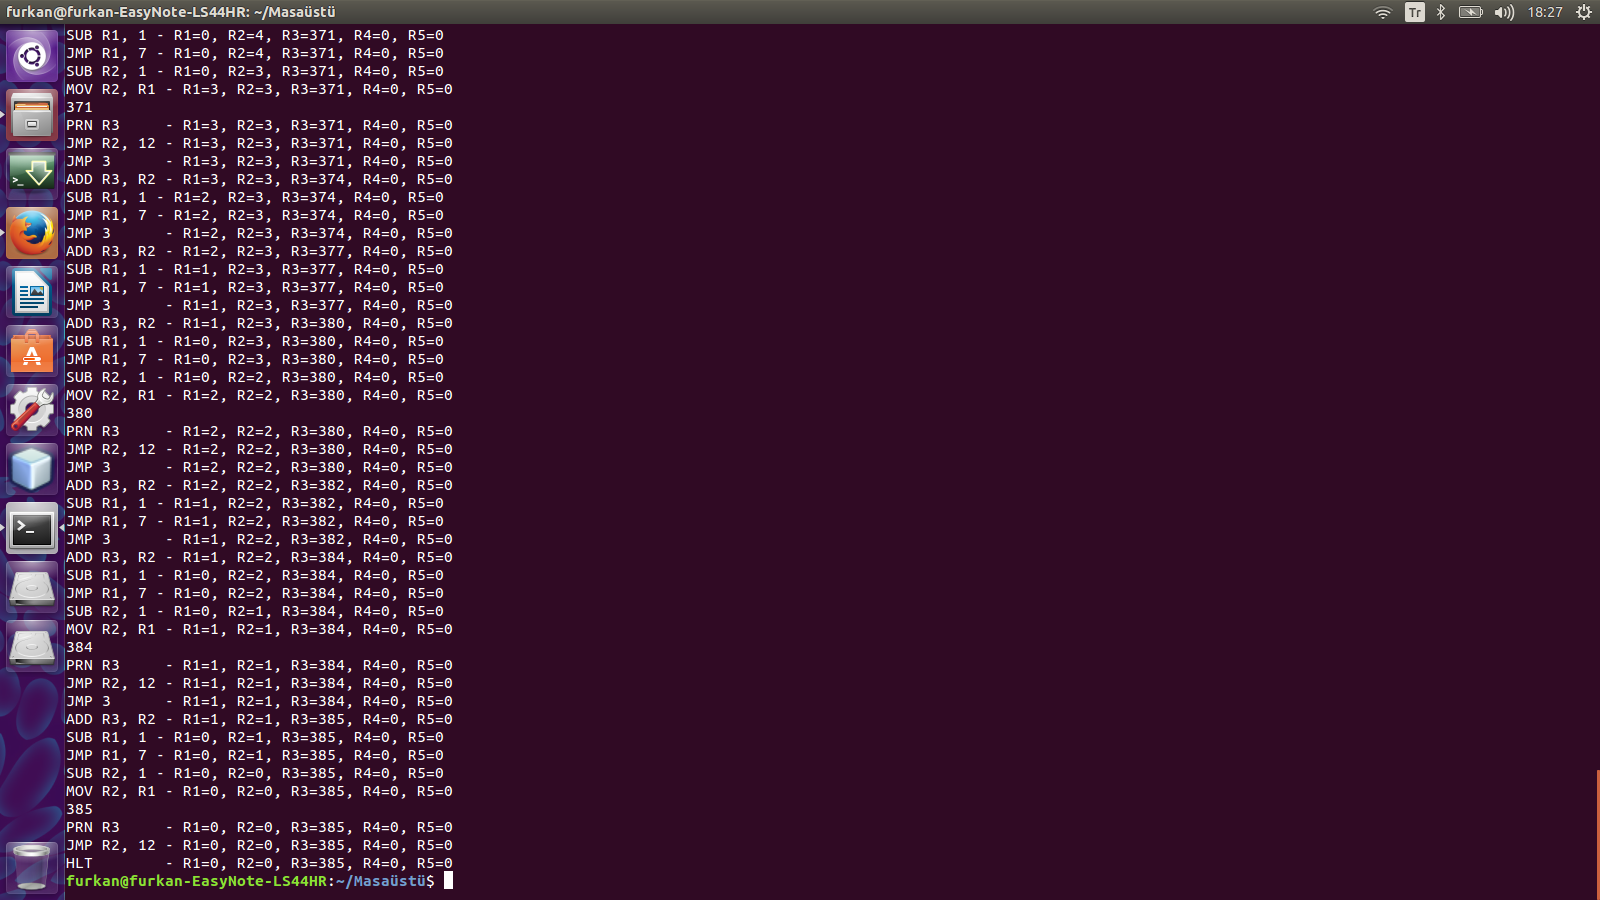 furkan@furkan-EasyNote-LS44HR: ~/Masaüstü
Tr
18:27
SUB R1, 1 - R1=0, R2=4, R3=371, R4=0, R5=0
JMP R1, 7 - R1=0, R2=4, R3=371, R4=0, R5=0
SUB R2, 1 - R1=0, R2=3, R3=371, R4=0, R5=0
MOV R2, R1 - R1=3, R2=3, R3=371, R4=0, R5=0
371
PRN R3     - R1=3, R2=3, R3=371, R4=0, R5=0
JMP R2, 12 - R1=3, R2=3, R3=371, R4=0, R5=0
JMP 3      - R1=3, R2=3, R3=371, R4=0, R5=0
ADD R3, R2 - R1=3, R2=3, R3=374, R4=0, R5=0
SUB R1, 1 - R1=2, R2=3, R3=374, R4=0, R5=0
JMP R1, 7 - R1=2, R2=3, R3=374, R4=0, R5=0
JMP 3      - R1=2, R2=3, R3=374, R4=0, R5=0
ADD R3, R2 - R1=2, R2=3, R3=377, R4=0, R5=0
SUB R1, 1 - R1=1, R2=3, R3=377, R4=0, R5=0
JMP R1, 7 - R1=1, R2=3, R3=377, R4=0, R5=0
JMP 3      - R1=1, R2=3, R3=377, R4=0, R5=0
ADD R3, R2 - R1=1, R2=3, R3=380, R4=0, R5=0
SUB R1, 1 - R1=0, R2=3, R3=380, R4=0, R5=0
JMP R1, 7 - R1=0, R2=3, R3=380, R4=0, R5=0
SUB R2, 1 - R1=0, R2=2, R3=380, R4=0, R5=0
MOV R2, R1 - R1=2, R2=2, R3=380, R4=0, R5=0
380
PRN R3     - R1=2, R2=2, R3=380, R4=0, R5=0
JMP R2, 12 - R1=2, R2=2, R3=380, R4=0, R5=0
JMP 3      - R1=2, R2=2, R3=380, R4=0, R5=0
ADD R3, R2 - R1=2, R2=2, R3=382, R4=0, R5=0
SUB R1, 1 - R1=1, R2=2, R3=382, R4=0, R5=0
JMP R1, 7 - R1=1, R2=2, R3=382, R4=0, R5=0
JMP 3      - R1=1, R2=2, R3=382, R4=0, R5=0
ADD R3, R2 - R1=1, R2=2, R3=384, R4=0, R5=0
SUB R1, 1 - R1=0, R2=2, R3=384, R4=0, R5=0
JMP R1, 7 - R1=0, R2=2, R3=384, R4=0, R5=0
SUB R2, 1 - R1=0, R2=1, R3=384, R4=0, R5=0
MOV R2, R1 - R1=1, R2=1, R3=384, R4=0, R5=0
384
PRN R3     - R1=1, R2=1, R3=384, R4=0, R5=0
JMP R2, 12 - R1=1, R2=1, R3=384, R4=0, R5=0
JMP 3      - R1=1, R2=1, R3=384, R4=0, R5=0
ADD R3, R2 - R1=1, R2=1, R3=385, R4=0, R5=0
SUB R1, 1 - R1=0, R2=1, R3=385, R4=0, R5=0
JMP R1, 7 - R1=0, R2=1, R3=385, R4=0, R5=0
SUB R2, 1 - R1=0, R2=0, R3=385, R4=0, R5=0
MOV R2, R1 - R1=0, R2=0, R3=385, R4=0, R5=0
385
PRN R3     - R1=0, R2=0, R3=385, R4=0, R5=0
JMP R2, 12 - R1=0, R2=0, R3=385, R4=0, R5=0
HLT        - R1=0, R2=0, R3=385, R4=0, R5=0
furkan@furkan-EasyNote-LS44HR:~/Masaüstü$